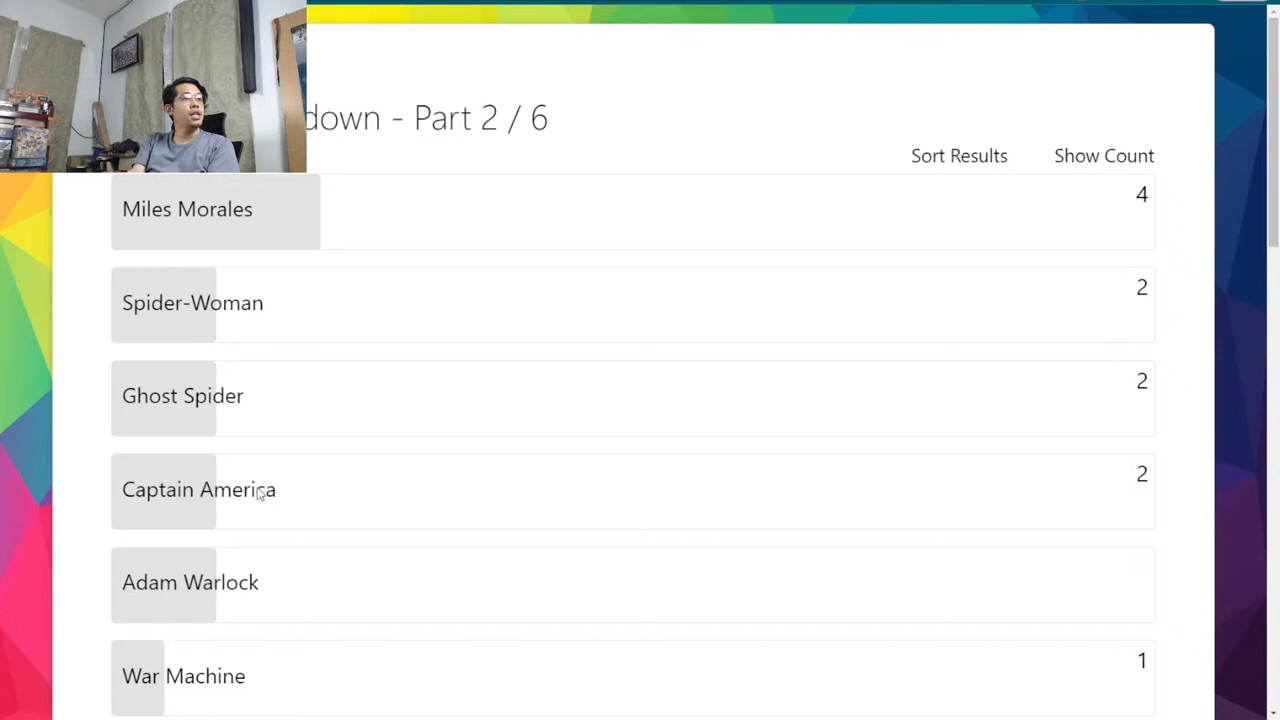 down - Part 2 / 6
Sort Results Show Count
Miles Morales 4
Spider-Woman 2
Ghost Spider 2
Captain America 2
Adam Warlock
War Machine 1